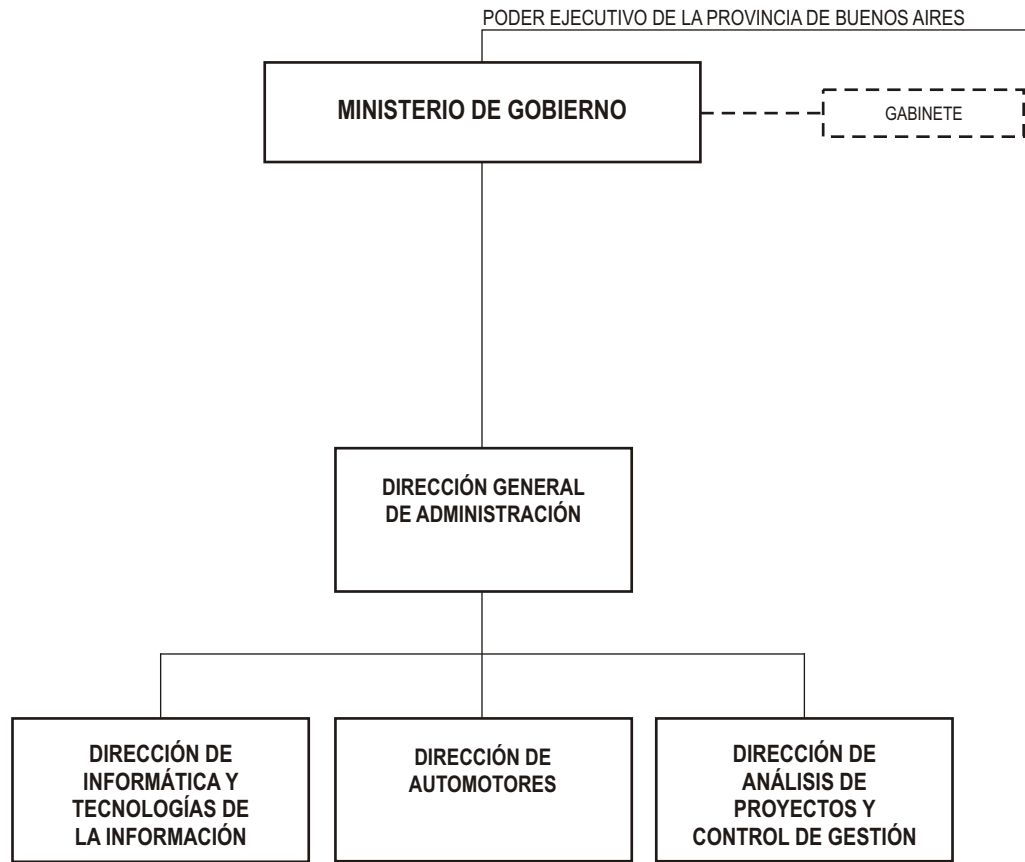 PODER EJECUTIVO DE LA PROVINCIA DE BUENOS AIRES
MINISTERIO DE GOBIERNO
GABINETE
DIRECCIÓN GENERAL
DE ADMINISTRACIÓN
DIRECCIÓN DE
INFORMÁTICA Y
TECNOLOGÍAS DE
LA INFORMACIÓN
DIRECCIÓN DE
AUTOMOTORES
DIRECCIÓN DE
ANÁLISIS DE
PROYECTOS Y
CONTROL DE GESTIÓN